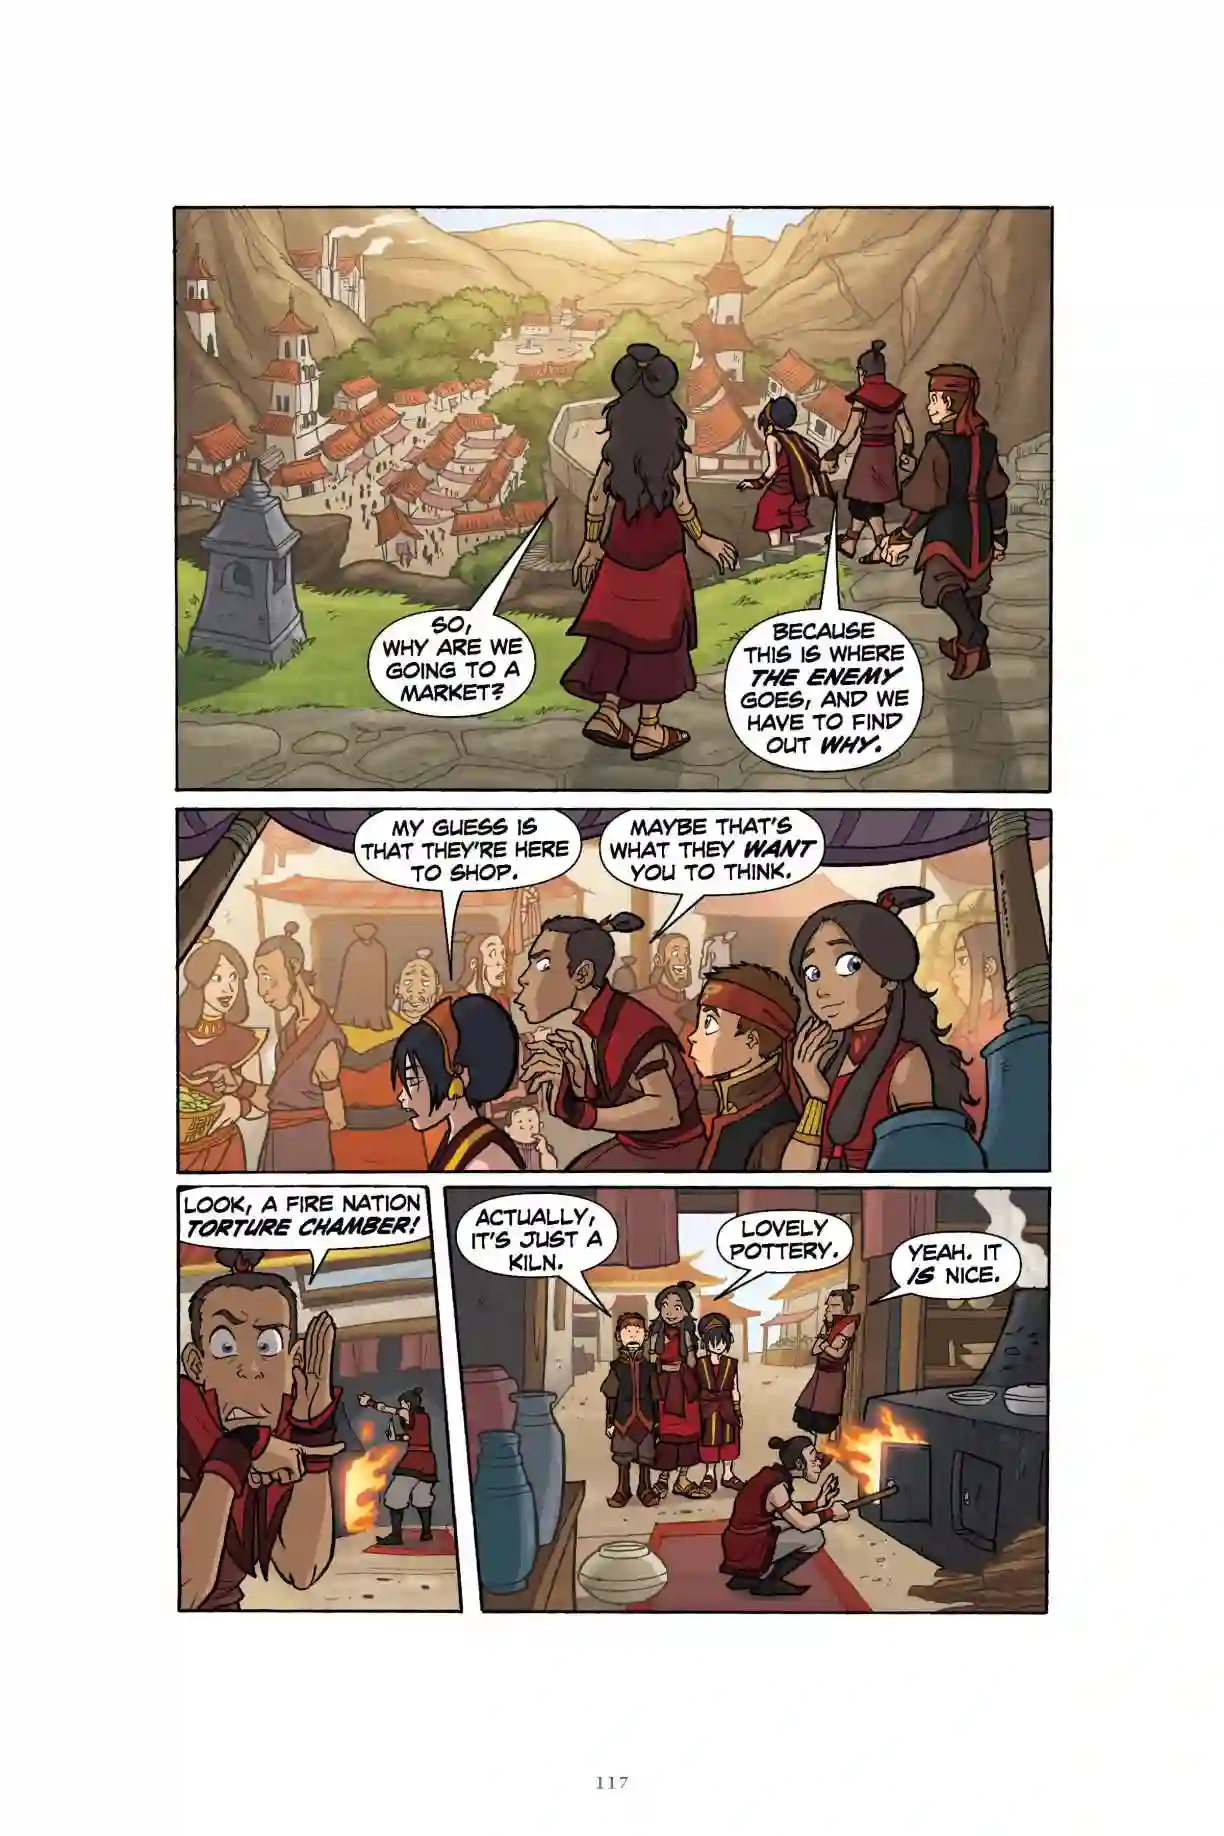 SO,
WHY ARE WE
GOING TO A
MARKET?
BECAUSE
THIS IS WHERE
THE ENEMY
GOES, AND WE
HAVE TO FIND
OUT WHY.
MY GUESS IS
THAT THEY'RE HERE
TO SHOP.
MAYBE THAT'S
WHAT THEY WANT
YOU TO THINK.
LOOK, A FIRE NATION
TORTURE CHAMBER!
ACTUALLY,
IT'S JUST A
KILN.
LOVELY
POTTERY.
YEAH. IT
IS NICE.
117